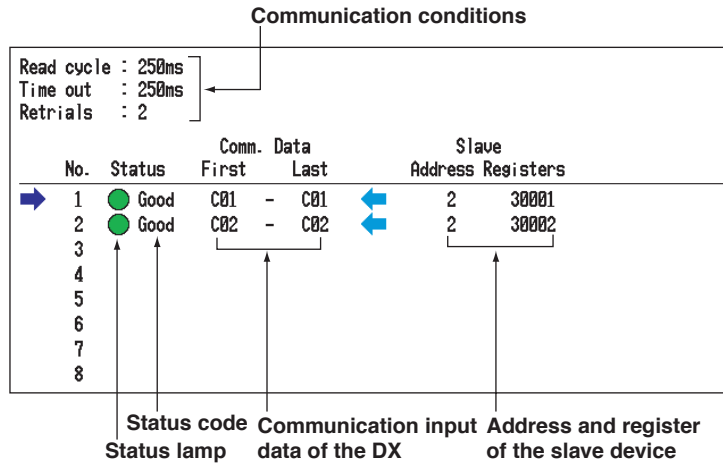 Communication conditions
Read cycle : 250ms
Time out : 250ms
Retrials : 2
Comm. Data Slave
No. Status First Last Address Registers
1 Good C01 - C01 2 30001
2 Good C02 - C02 2 30002
3
4
5
6
7
8
Status code Communication input Address and register
Status lamp data of the DX of the slave device